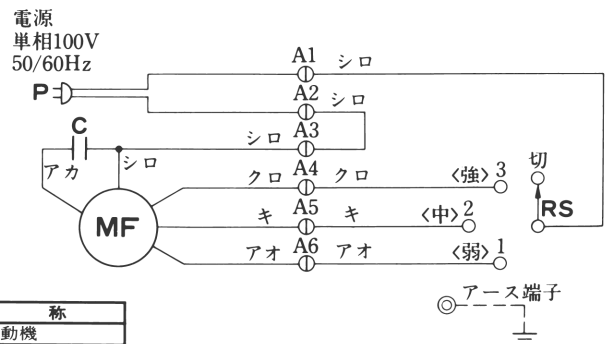 電源
単相100V
50/60Hz
P
A1 シロ
A2 シロ
C
シロ A3
アカ
シロ
クロ A4 クロ
〈強〉3
切
RS
MF
キ A5 キ
〈中〉2
アオ A6 アオ
〈弱〉1
アース端子
称
動機